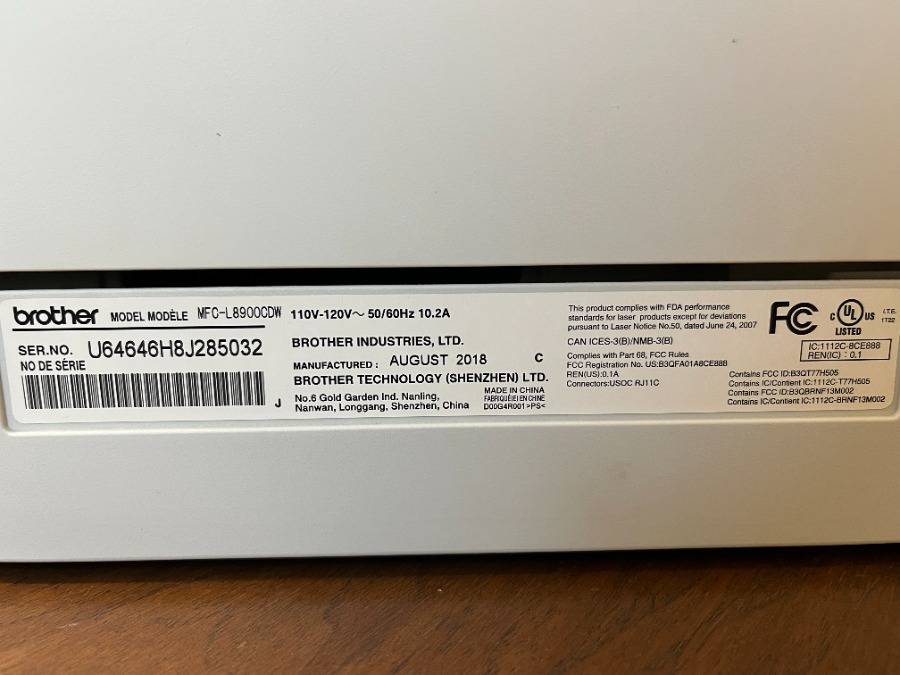 brother MODEL MODÈLE MFC-L8900CDW 110V-120V～ 50/60Hz 10.2A
SER.NO. U64646H8J285032
NO DE SÉRIE
J
BROTHER INDUSTRIES, LTD.
MANUFACTURED : AUGUST 2018 C
BROTHER TECHNOLOGY (SHENZHEN) LTD.
No.6 Gold Garden Ind. Nanling,
Nanwan, Longgang, Shenzhen, China
MADE IN CHINA
FABRIQUÉ(E) EN CHINE
D00G4R001 >PS<
This product complies with FDA performance
standards for laser products except for deviations
pursuant to Laser Notice No.50, dated June 24, 2007
CAN ICES-3(B)/NMB-3(B)
Complies with Part 68, FCC Rules
FCC Registration No. US:B3QFA01A8CE888
REN(US):0.1A
Connectors:USOC RJ11C
FC
C UL US
LISTED
I.T.E.
1T22
IC:1112C-8CE888
REN(IC) : 0.1
Contains FCC ID:B3QT77H505
Contains IC/Contient IC:1112C-T77H505
Contains FCC ID:B3QBRNF13M002
Contains IC/Contient IC:1112C-BRNF13M002